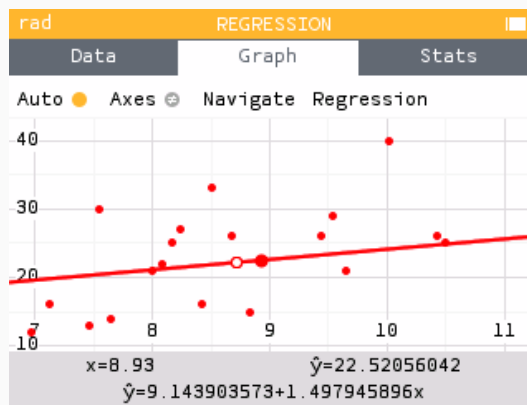 rad REGRESSION
Data Graph Stats
Auto Axes Navigate Regression
40
30
20
7 8 9 10 11
10
x=8.93 ŷ=22.52056042
ŷ=9.143903573+1.497945896x